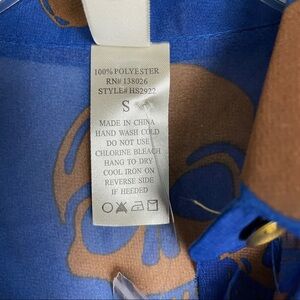 100% POLYESTER
RN# 138026
STYLE# HS2922
S
MADE IN CHINA
HAND WASH COLD
DO NOT USE
CHLORINE BLEACH
HANG TO DRY
COOL IRON ON
REVERSE SIDE
IF HEEDED